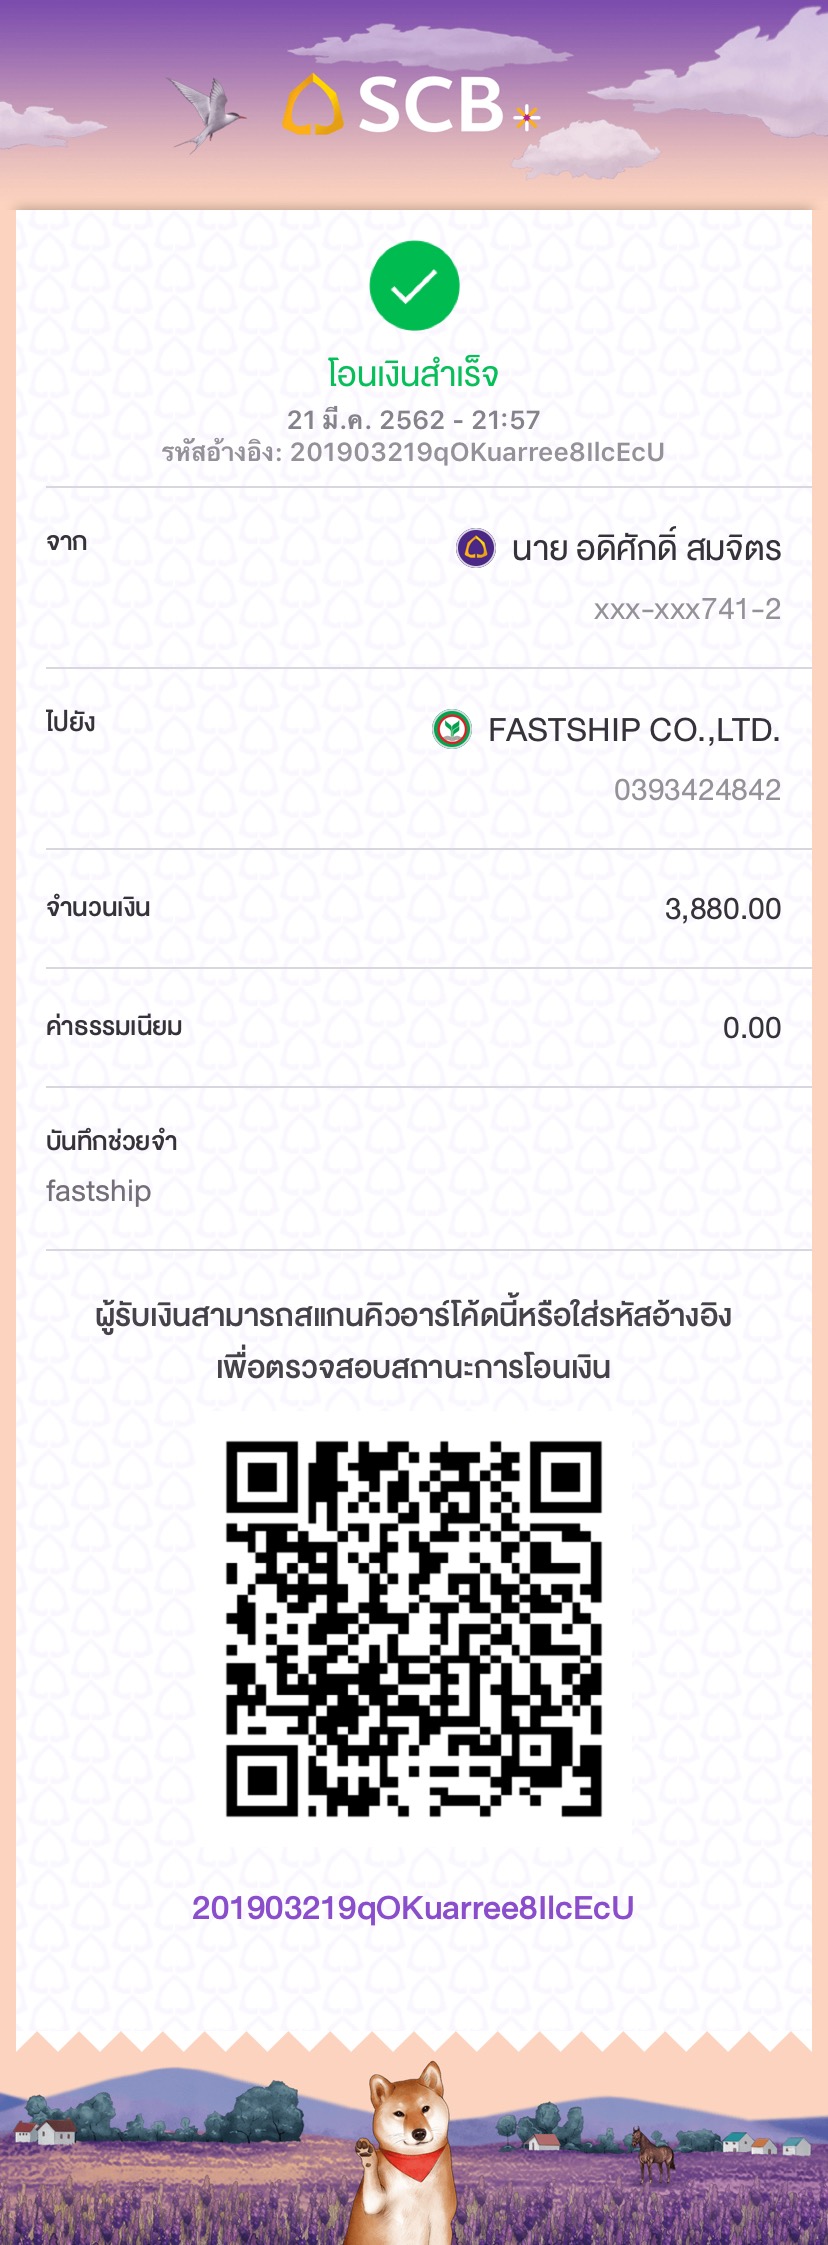 SCB
โอนเงินสำเร็จ
21 มี.ค. 2562 - 21:57
รหัสอ้างอิง: 201903219qOKuarree8IlcEcU
จาก
นาย อดิศักดิ์ สมจิตร
xxx-xxx741-2
ไปยัง
FASTSHIP CO.,LTD.
0393424842
จำนวนเงิน
3,880.00
ค่าธรรมเนียม
0.00
บันทึกช่วยจำ
fastship
ผู้รับเงินสามารถสแกนคิวอาร์โค้ดนี้หรือใส่รหัสอ้างอิง
เพื่อตรวจสอบสถานะการโอนเงิน
201903219qOKuarree8IlcEcU